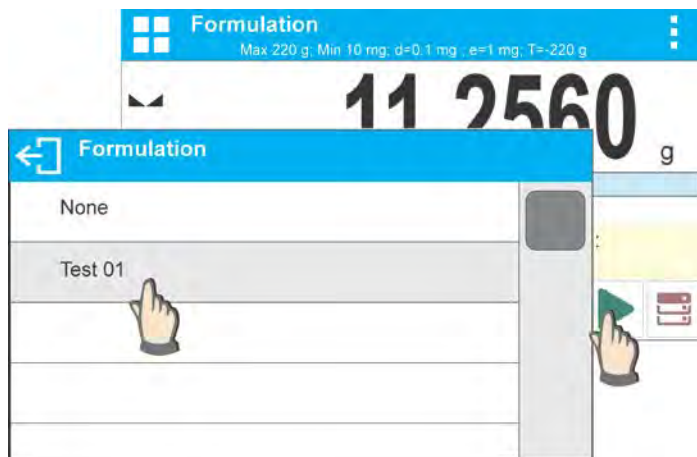 Formulation
Max 220 g; Min 10 mg; d=0.1 mg ; e=1 mg; T=-220 g
11.2560
g
Formulation
None
:
Test 01